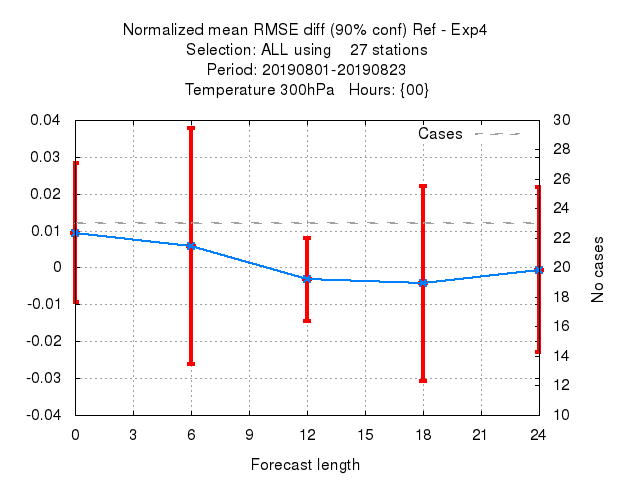 Normalized mean RMSE diff (90% conf) Ref - Exp4
Selection: ALL using    27 stations
Period: 20190801-20190823
Temperature 300hPa   Hours: {00}
Cases
0.04
0.03
0.02
0.01
0
-0.01
-0.02
-0.03
-0.04
30
28
26
24
22
20
18
16
14
12
10
No cases
0 3 6 9 12 15 18 21 24
Forecast length